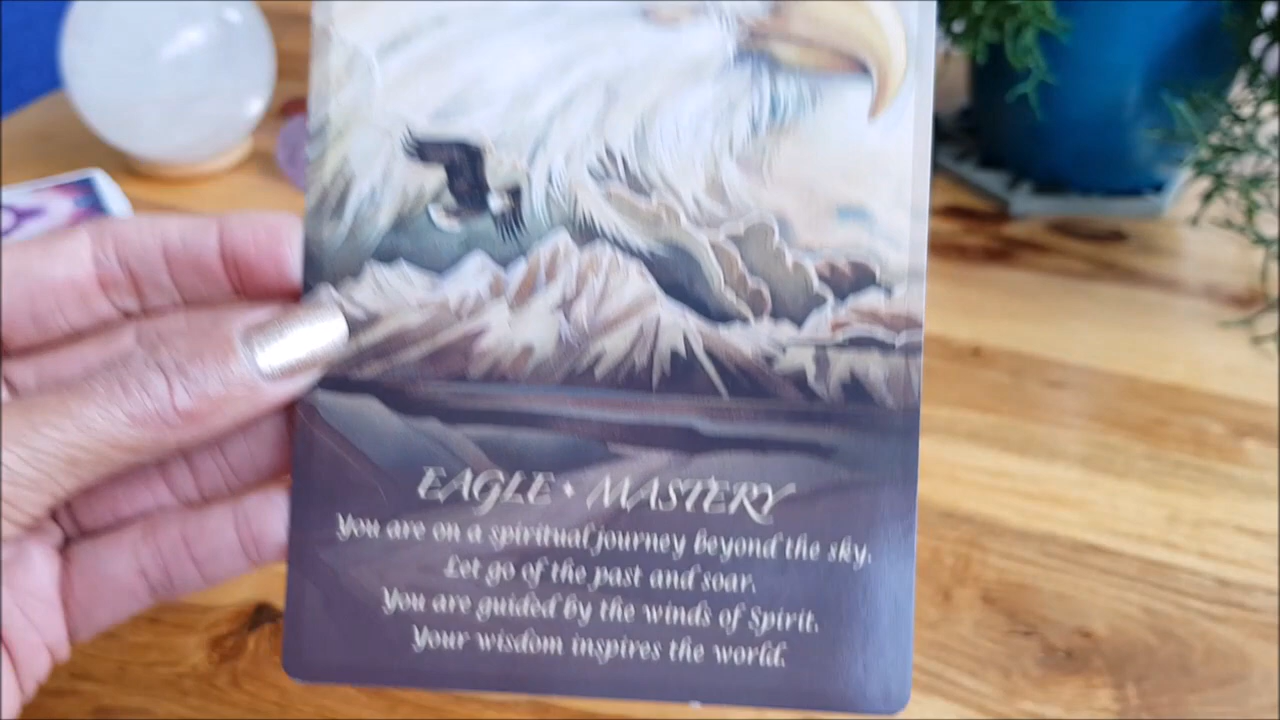 EAGLE • MASTERY
You are on a spiritual journey beyond the sky.
Let go of the past and soar.
You are guided by the winds of Spirit.
Your wisdom inspires the world.